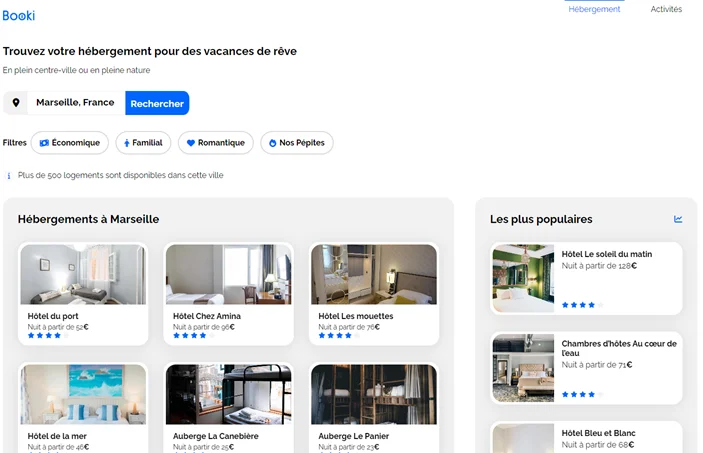 Booki
Hébergement
Activités
Trouvez votre hébergement pour des vacances de rêve
En plein centre-ville ou en pleine nature
Marseille, France
Rechercher
Filtres
Économique
Familial
Romantique
Nos Pépites
Plus de 500 logements sont disponibles dans cette ville
Hébergements à Marseille
Hôtel du port
Nuit à partir de 52€
Hôtel Chez Amina
Nuit à partir de 96€
Hôtel Les mouettes
Nuit à partir de 76€
Hôtel de la mer
Nuit à partir de 46€
Auberge La Canebière
Nuit à partir de 25€
Auberge Le Panier
Nuit à partir de 23€
Les plus populaires
Hôtel Le soleil du matin
Nuit à partir de 128€
Chambres d'hôtes Au cœur de
l'eau
Nuit à partir de 71€
Hôtel Bleu et Blanc
Nuit à partir de 68€